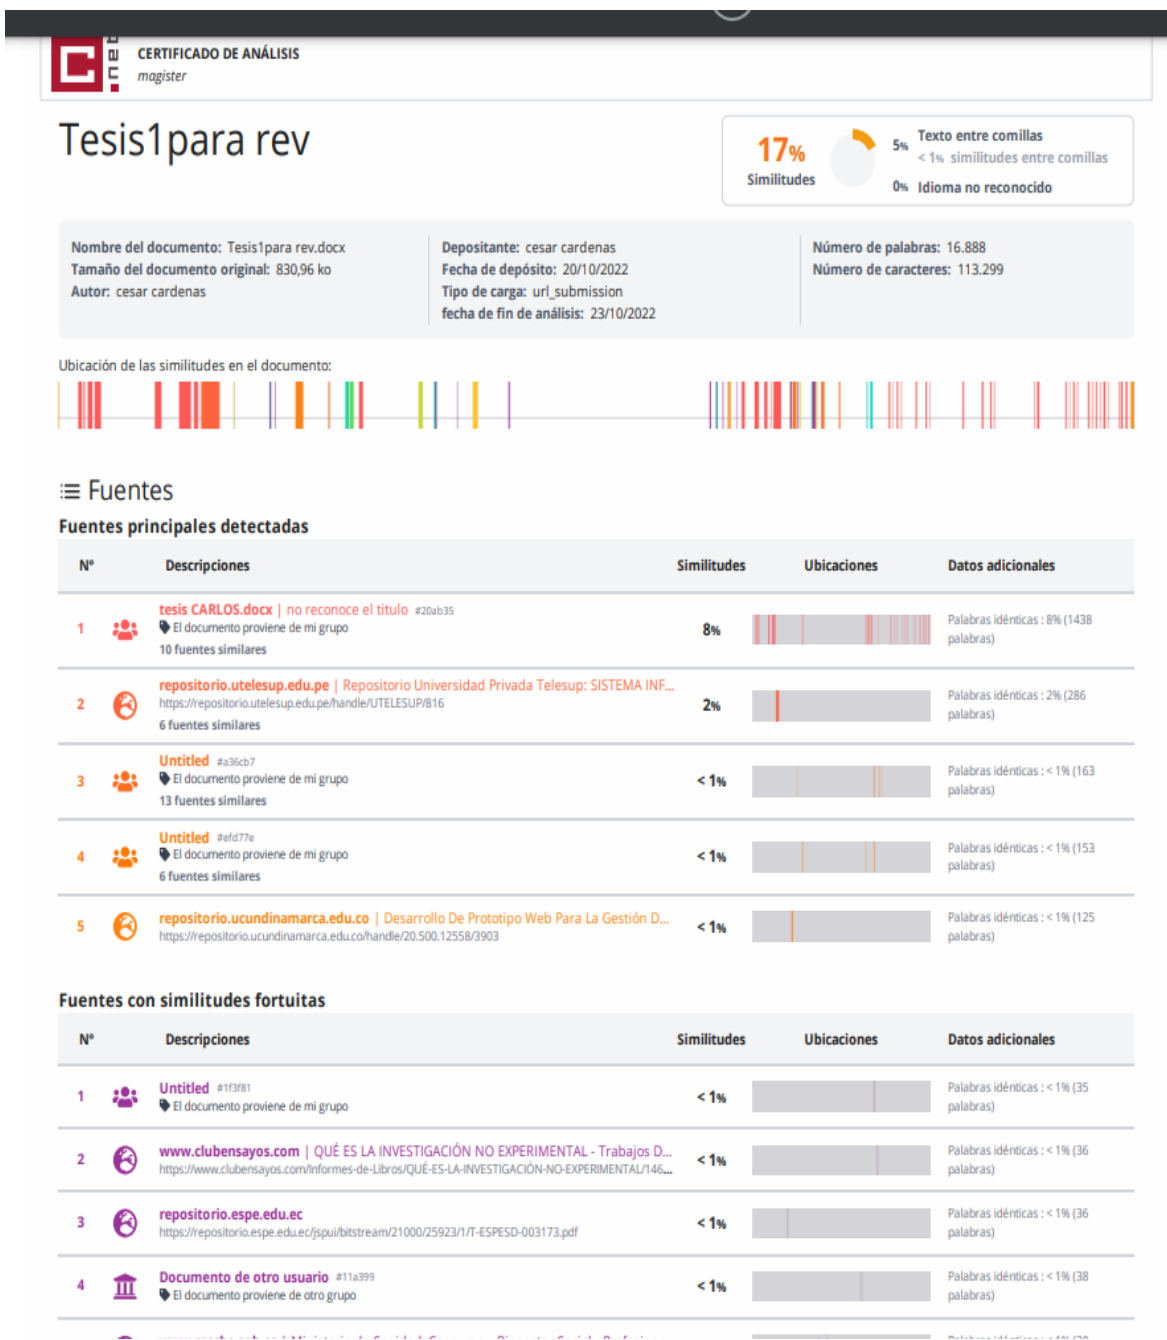 CERTIFICADO DE ANÁLISIS
magister
Tesis1para rev
17%
Similitudes
5% Texto entre comillas
< 1% similitudes entre comillas
0% Idioma no reconocido
Nombre del documento: Tesis1para rev.docx
Tamaño del documento original: 830,96 ko
Autor: cesar cardenas
Depositante: cesar cardenas
Fecha de depósito: 20/10/2022
Tipo de carga: url_submission
fecha de fin de análisis: 23/10/2022
Número de palabras: 16.888
Número de caracteres: 113.299
Ubicación de las similitudes en el documento:
Fuentes
Fuentes principales detectadas
Nº Descripciones Similitudes Ubicaciones Datos adicionales
tesis CARLOS.docx | no reconoce el titulo #20ab35
1 El documento proviene de mi grupo 8% Palabras idénticas : 8% (1438 palabras)
10 fuentes similares
repositorio.utelesup.edu.pe | Repositorio Universidad Privada Telesup: SISTEMA INF...
2 https://repositorio.utelesup.edu.pe/handle/UTELESUP/816 2% Palabras idénticas : 2% (286 palabras)
6 fuentes similares
Untitled #a36cb7
3 El documento proviene de mi grupo < 1% Palabras idénticas : < 1% (163 palabras)
13 fuentes similares
Untitled #efd77e
4 El documento proviene de mi grupo < 1% Palabras idénticas : < 1% (153 palabras)
6 fuentes similares
repositorio.ucundinamarca.edu.co | Desarrollo De Prototipo Web Para La Gestión D...
5 https://repositorio.ucundinamarca.edu.co/handle/20.500.12558/3903 < 1% Palabras idénticas : < 1% (125 palabras)
Fuentes con similitudes fortuitas
Nº Descripciones Similitudes Ubicaciones Datos adicionales
Untitled #1f3f81
1 El documento proviene de mi grupo < 1% Palabras idénticas : < 1% (35 palabras)
www.clubensayos.com | QUÉ ES LA INVESTIGACIÓN NO EXPERIMENTAL - Trabajos D...
2 https://www.clubensayos.com/Informes-de-Libros/QUÉ-ES-LA-INVESTIGACIÓN-NO-EXPERIMENTAL/146... < 1% Palabras idénticas : < 1% (36 palabras)
repositorio.espe.edu.ec
3 https://repositorio.espe.edu.ec/jspui/bitstream/21000/25923/1/T-ESPESD-003173.pdf < 1% Palabras idénticas : < 1% (36 palabras)
Documento de otro usuario #11a399
4 El documento proviene de otro grupo < 1% Palabras idénticas : < 1% (38 palabras)